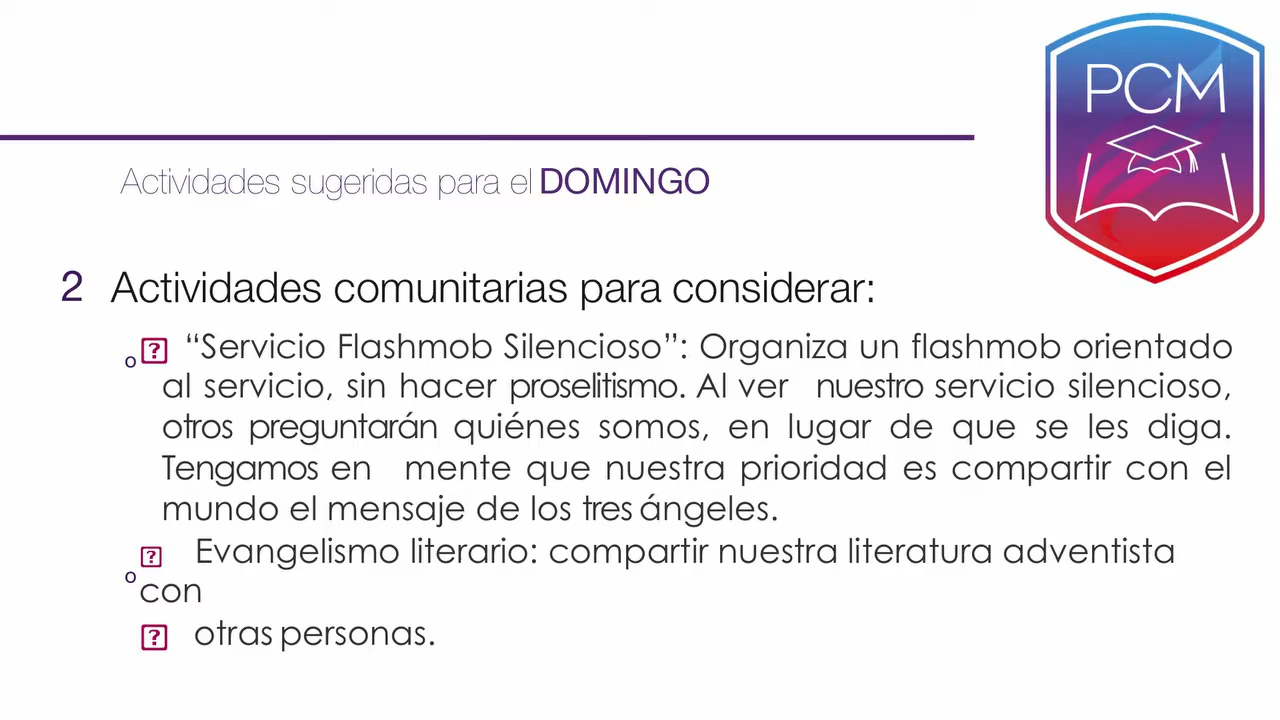 PCM
Actividades sugeridas para el DOMINGO
2 Actividades comunitarias para considerar:
o ⍰ “Servicio Flashmob Silencioso”: Organiza un flashmob orientado
al servicio, sin hacer proselitismo. Al ver nuestro servicio silencioso,
otros preguntarán quiénes somos, en lugar de que se les diga.
Tengamos en mente que nuestra prioridad es compartir con el
mundo el mensaje de los tres ángeles.
o ⍰ Evangelismo literario: compartir nuestra literatura adventista
con
⍰ otras personas.